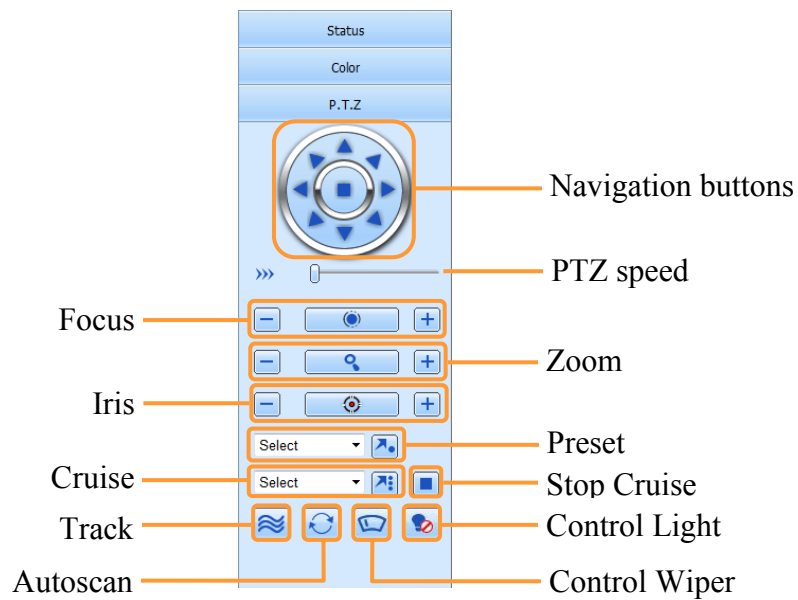 Status
Color
P.T.Z
Navigation buttons
PTZ speed
Focus
Zoom
Iris
Select
Preset
Cruise
Select
Stop Cruise
Track
Control Light
Autoscan
Control Wiper